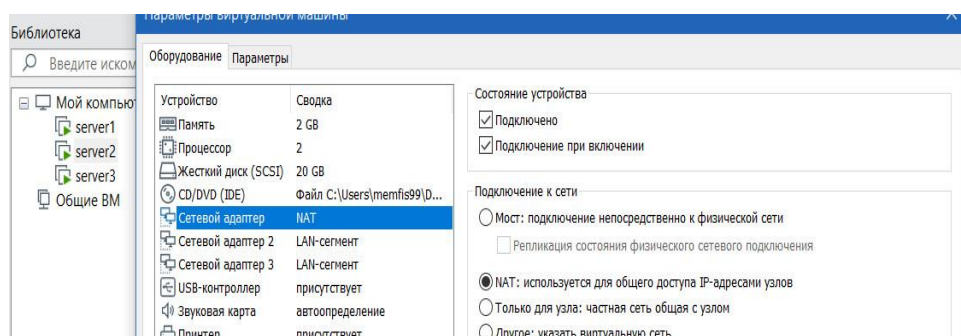 Параметры виртуальной машины
Библиотека
Введите иском
Мой компью
server1
server2
server3
Общие ВМ
Оборудование Параметры
Устройство Сводка
Память 2 GB
Процессор 2
Жесткий диск (SCSI) 20 GB
CD/DVD (IDE) Файл C:\Users\memfis99\D...
Сетевой адаптер NAT
Сетевой адаптер 2 LAN-сегмент
Сетевой адаптер 3 LAN-сегмент
USB-контроллер присутствует
Звуковая карта автоопределение
Принтер присутствует
Состояние устройства
Подключено
Подключение при включении
Подключение к сети
Мост: подключение непосредственно к физической сети
Репликация состояния физического сетевого подключения
NAT: используется для общего доступа IP-адресами узлов
Только для узла: частная сеть общая с узлом
Другое: указать виртуальную сеть